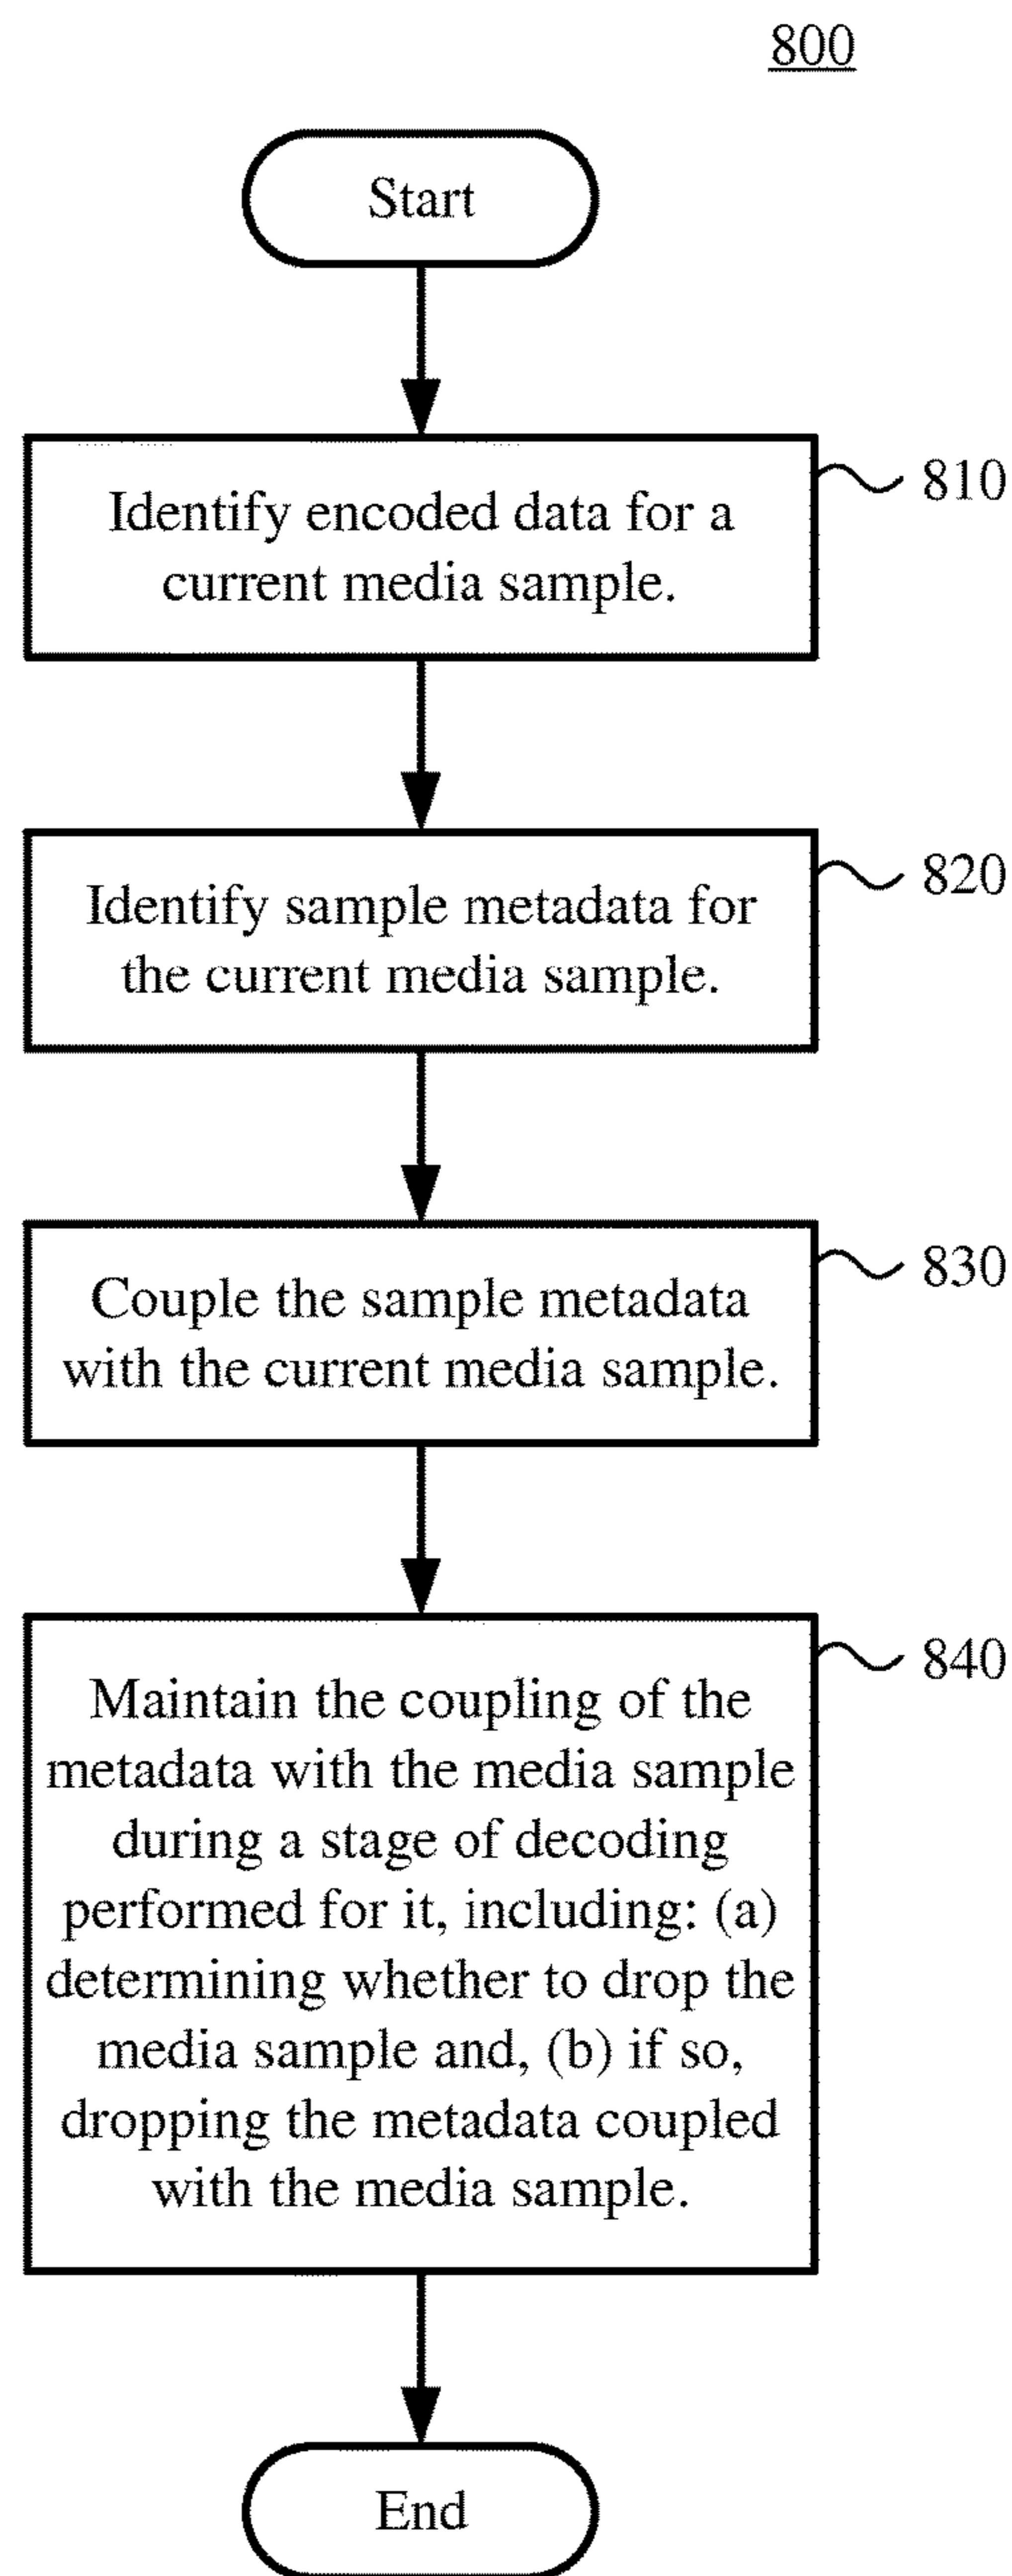 800
Start
Identify encoded data for a
current media sample.
810
Identify sample metadata for
the current media sample.
820
Couple the sample metadata
with the current media sample.
830
Maintain the coupling of the
metadata with the media sample
during a stage of decoding
performed for it, including: (a)
determining whether to drop the
media sample and, (b) if so,
dropping the metadata coupled
with the media sample.
840
End